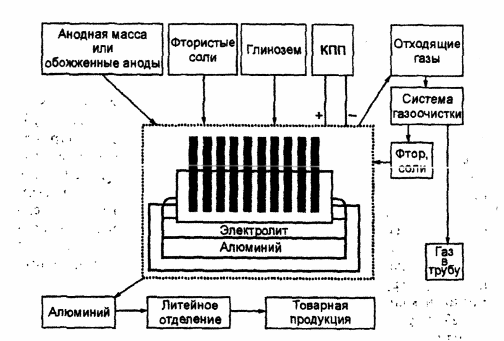 Анодная масса
или
обожженные аноды
Фтористые
соли
Глинозем
КПП
Отходящие
газы
+
–
Система
газоочистки
Фтор,
соли
Электролит
Алюминий
Газ
в
трубу
Алюминий
Литейное
отделение
Товарная
продукция